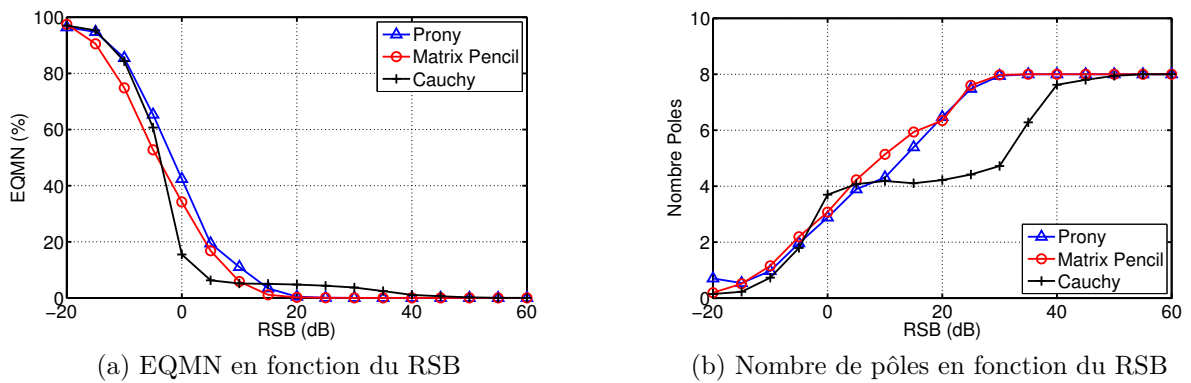 100
80
60
40
20
0
EQMN (%)
−20 0 20 40 60
RSB (dB)
Prony
Matrix Pencil
Cauchy
(a) EQMN en fonction du RSB
10
8
6
4
2
0
Nombre Poles
−20 0 20 40 60
RSB (dB)
Prony
Matrix Pencil
Cauchy
(b) Nombre de pôles en fonction du RSB